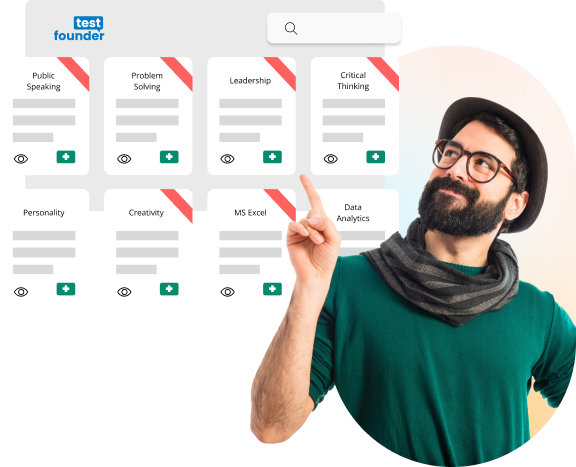 test
founder
Public
Speaking
Problem
Solving
Leadership
Critical
Thinking
Personality
Creativity
MS Excel
Data
Analytics